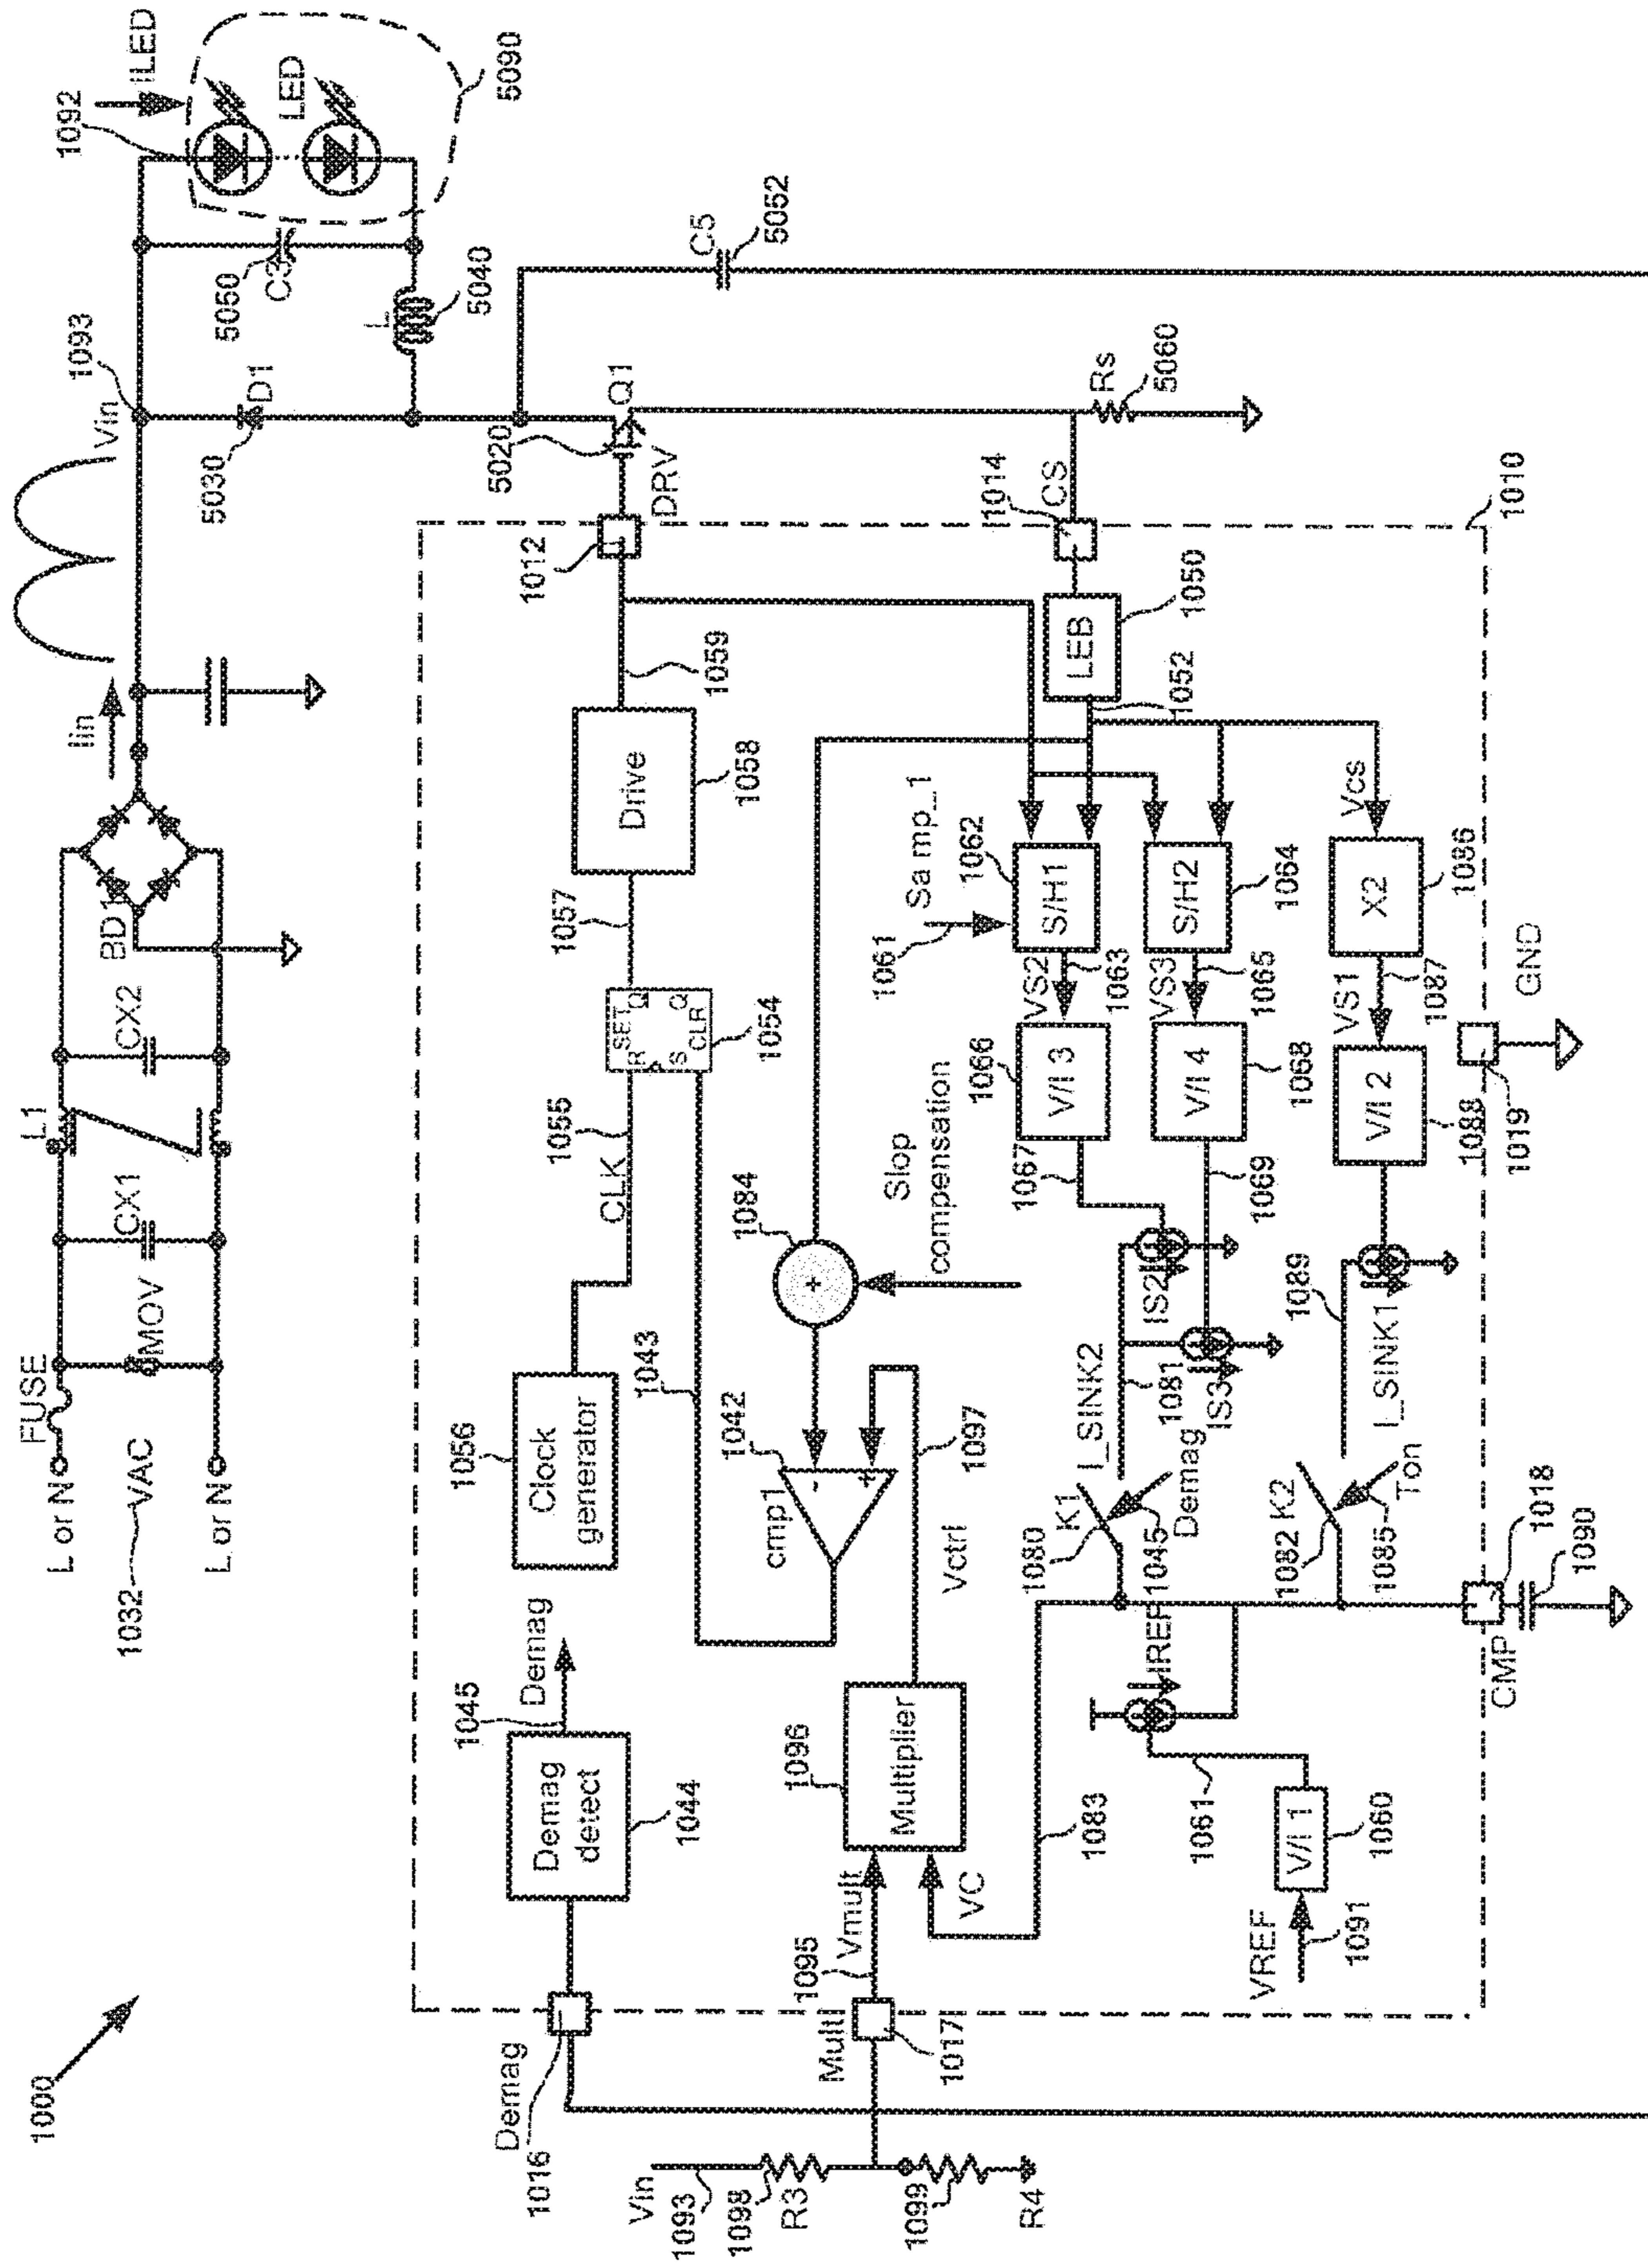 1000
L or N
FUSE
MOV
CX1
L1
CX2
BD1
1032
VAC
L or N
Iin
Vin
1093
1092
ILED
LED
5090
5050
C3
5030
D1
L
5040
C5
5052
5020
Q1
DRV
1012
CS
1014
Rs
5060
1010
Demag
1016
Demag
detect
1044
1045
Demag
1056
Clock
generator
CLK
1055
R
SET
Q
S
CLR
Q
1054
1057
Drive
1058
1059
1043
1084
+
1042
cmp1
-
+
Slop
compensation
1097
Vctrl
1096
Multiplier
Multi
1017
1095
Vmult
VC
1083
Vin
1093
1098
R3
1099
R4
Sa mp_1
1061
1062
S/H1
LEB
1050
1052
VS2
1063
1066
V/I 3
1067
S/H2
1064
VS3
1065
V/I 4
1068
1069
Vcs
X2
1086
VS1
1087
V/I 2
1088
1089
I_SINK1
IS2
IS3
I_SINK2
1081
K1
1080
1045
Demag
K2
1082
1085
Ton
IREF
1061
V/I 1
1060
VREF
1091
CMP
1018
1090
1019
GND